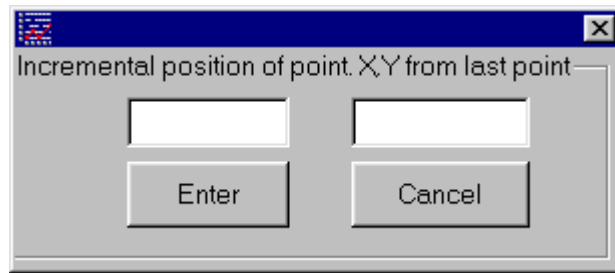 Incremental position of point. X,Y from last point
Enter
Cancel